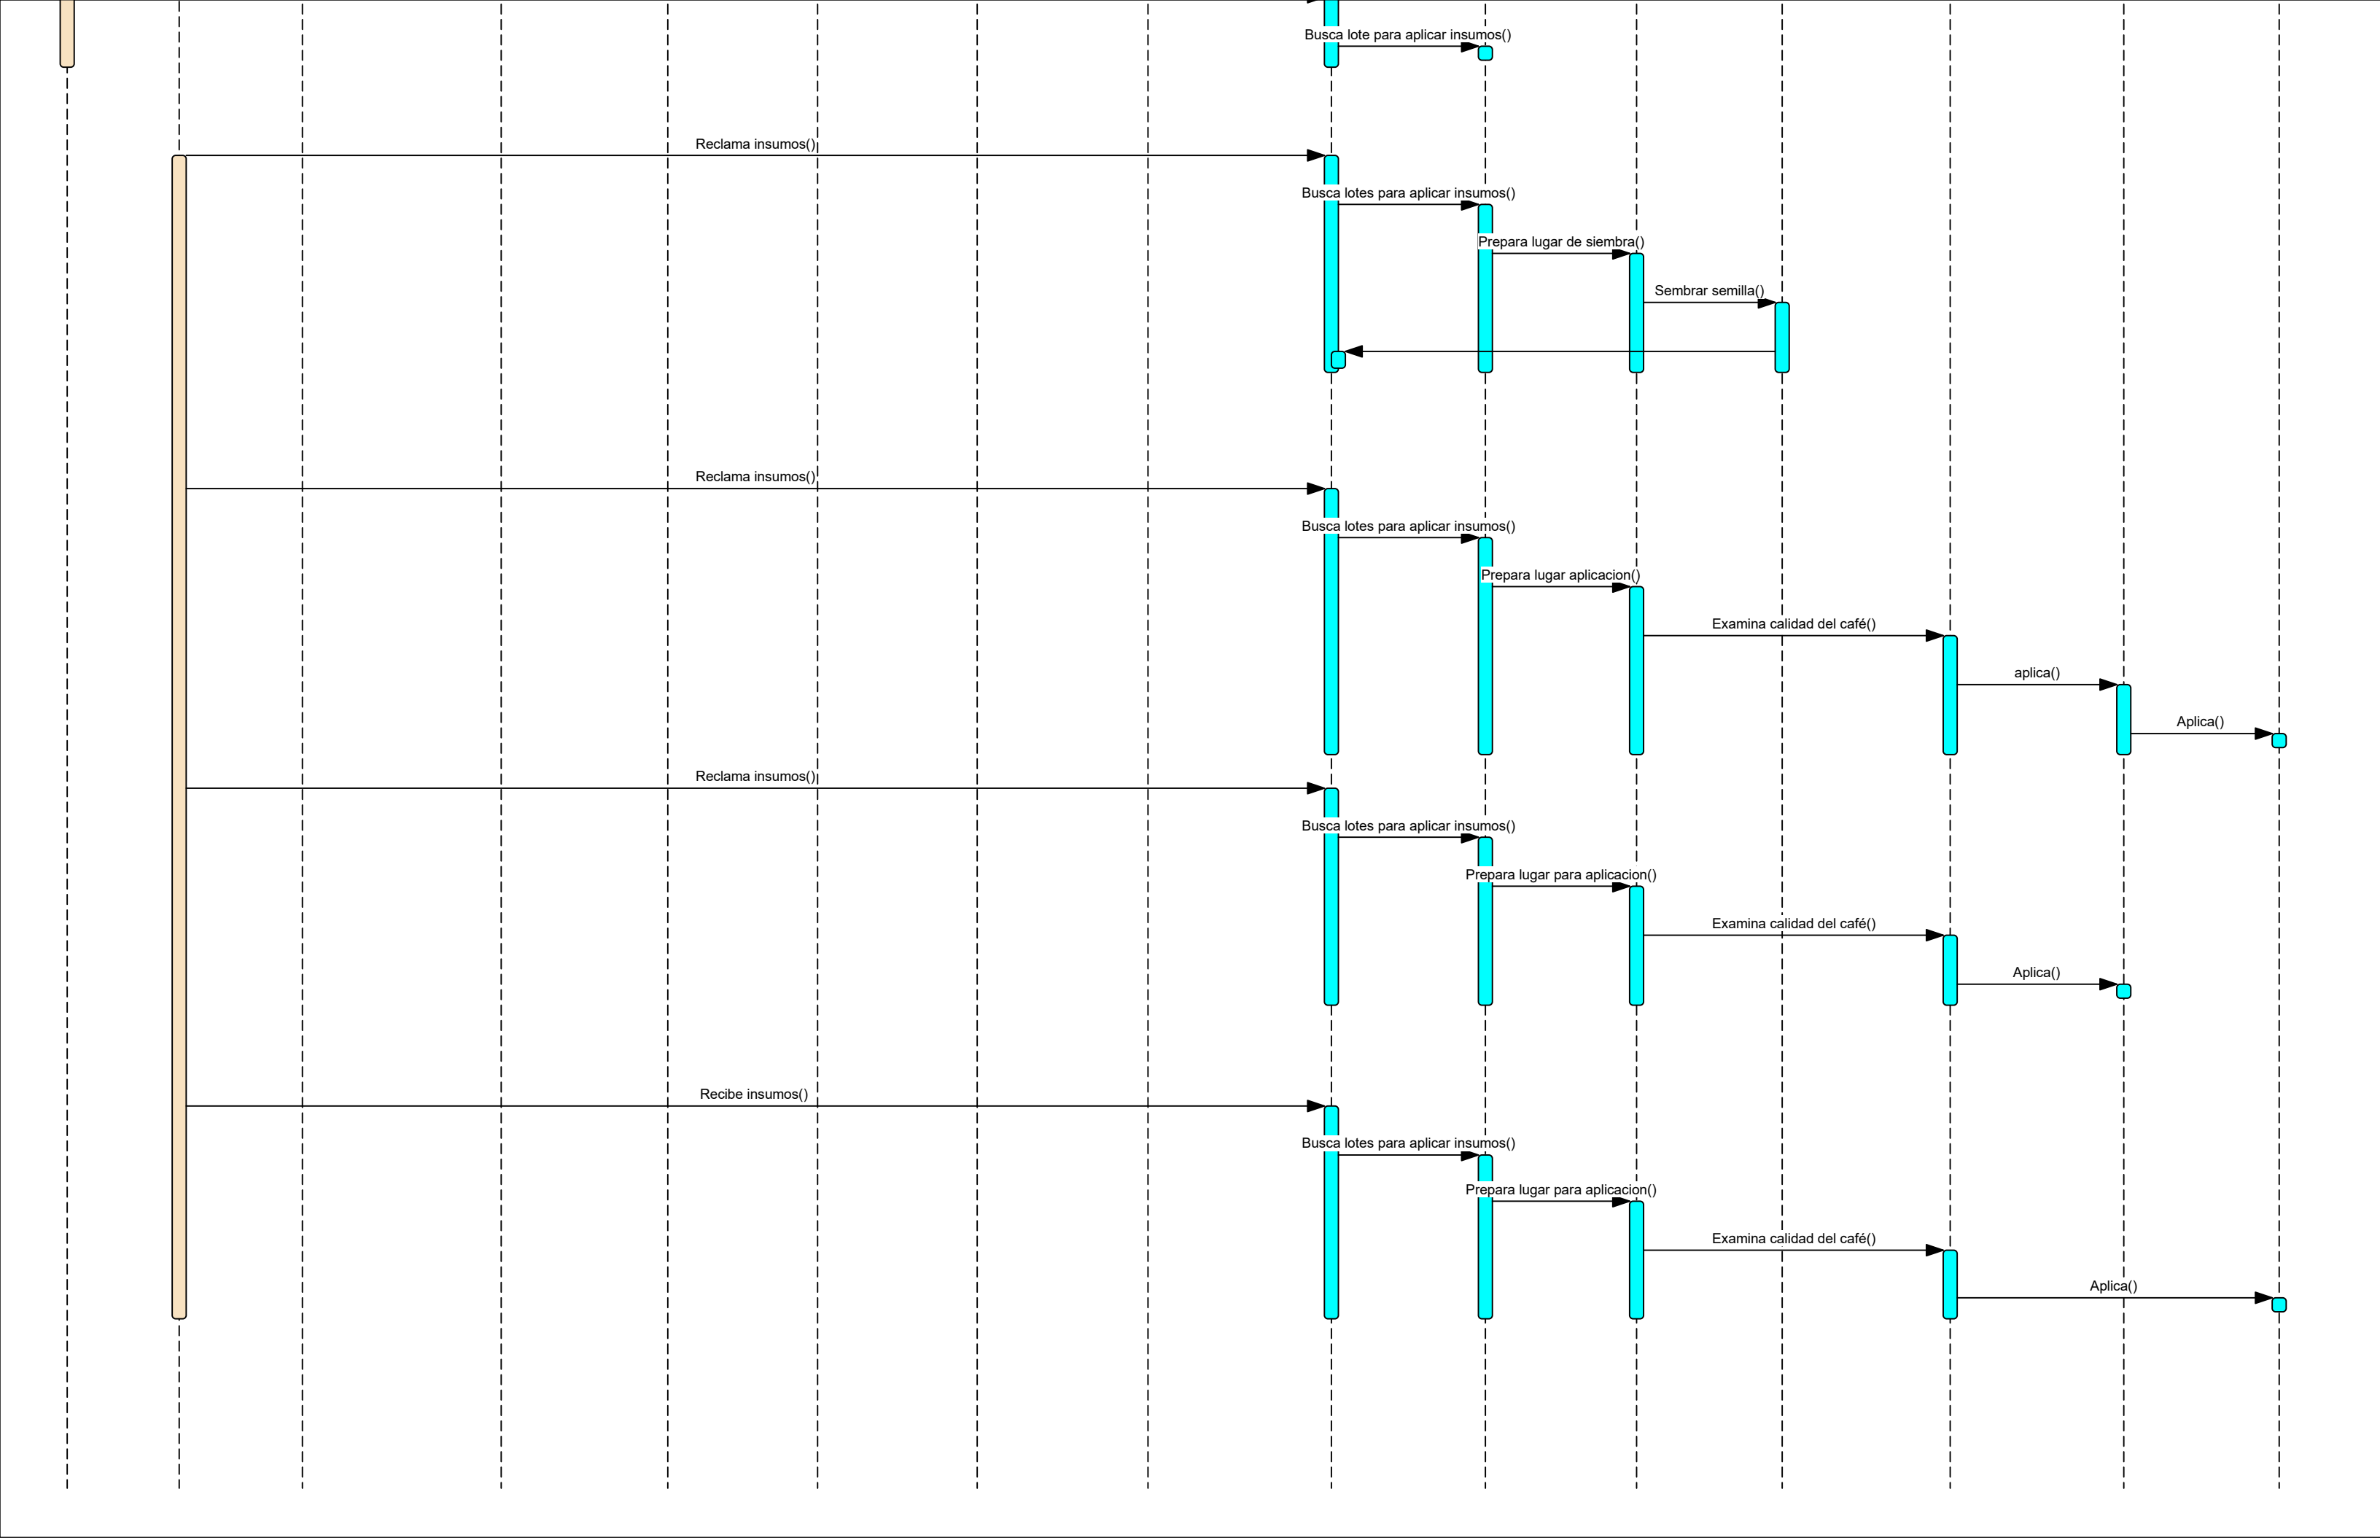 Busca lote para aplicar insumos()
Reclama insumos()
Busca lotes para aplicar insumos()
Prepara lugar de siembra()
Sembrar semilla()
Reclama insumos()
Busca lotes para aplicar insumos()
Prepara lugar aplicacion()
Examina calidad del café()
aplica()
Aplica()
Reclama insumos()
Busca lotes para aplicar insumos()
Prepara lugar para aplicacion()
Examina calidad del café()
Aplica()
Recibe insumos()
Busca lotes para aplicar insumos()
Prepara lugar para aplicacion()
Examina calidad del café()
Aplica()